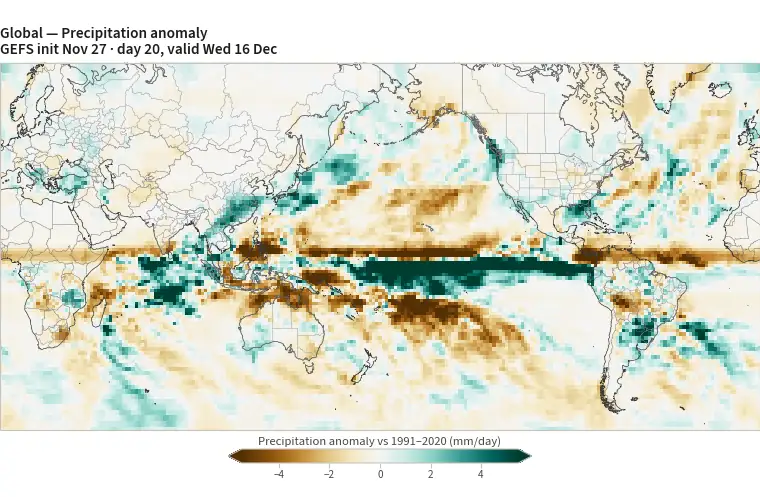 Global — Precipitation anomaly
GEFS init Nov 27 · day 20, valid Wed 16 Dec
Precipitation anomaly vs 1991–2020 (mm/day)
−4 −2 0 2 4